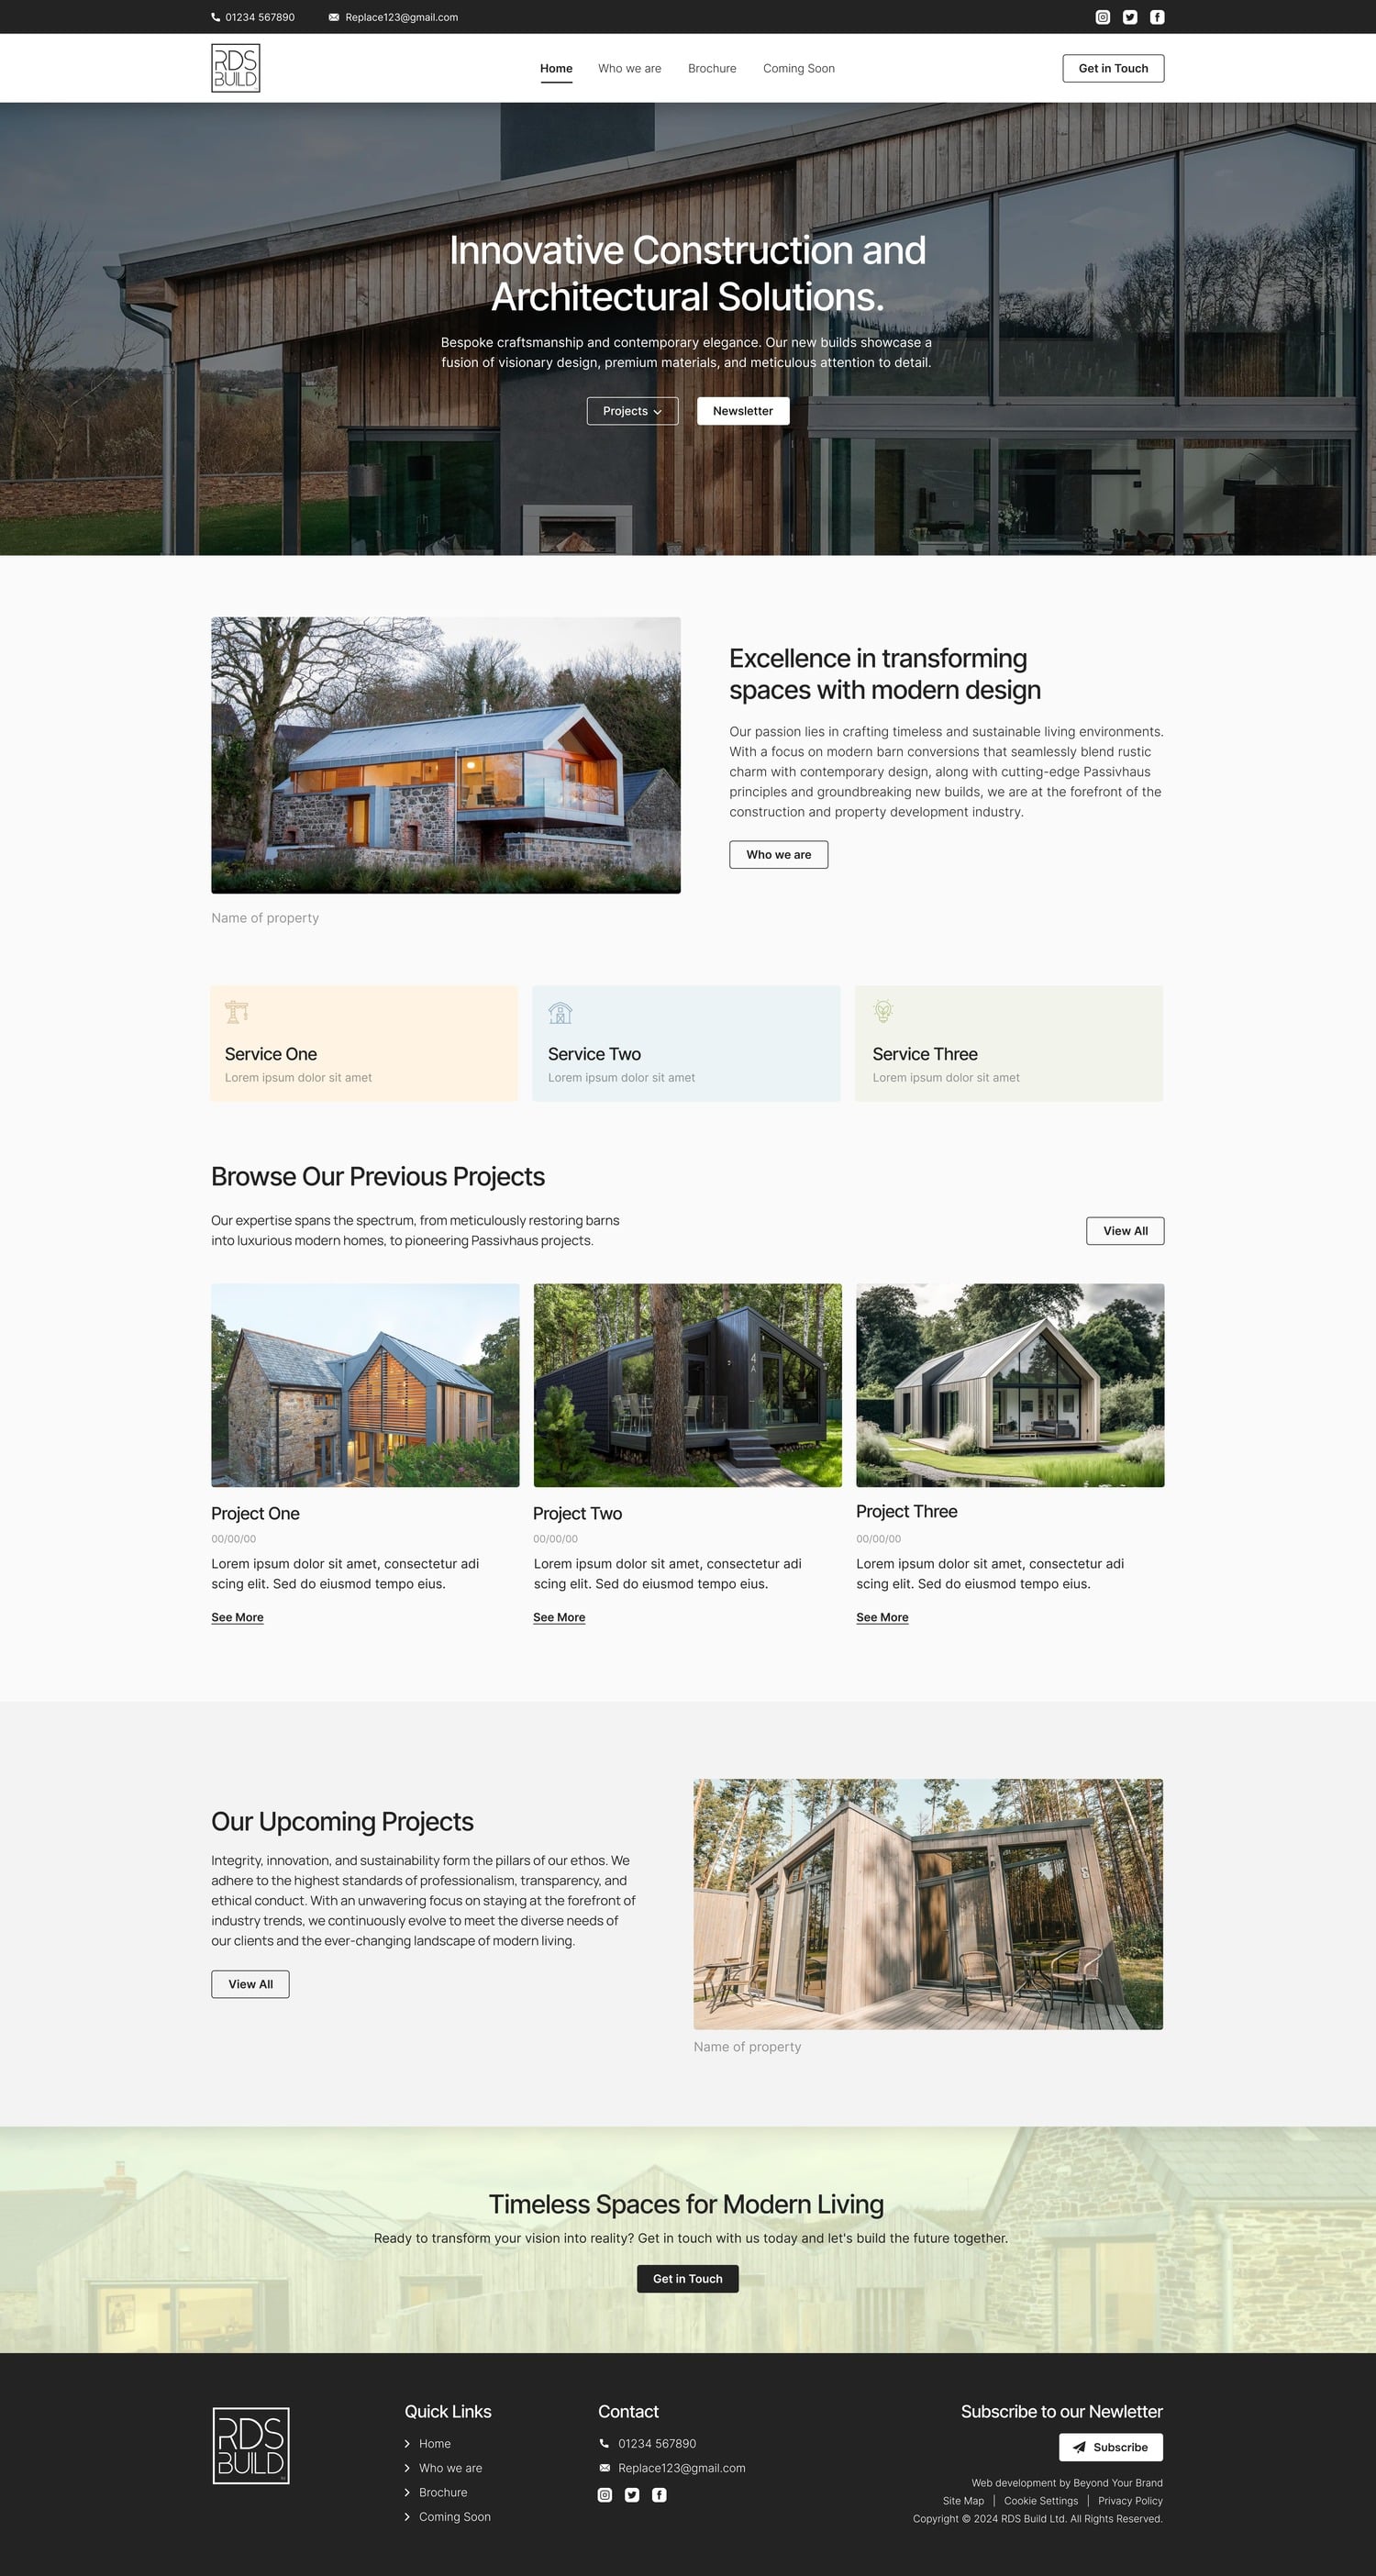 01234 567890
Replace123@gmail.com
RDS
BUILD
Home
Who we are
Brochure
Coming Soon
Get in Touch
Innovative Construction and
Architectural Solutions.
Bespoke craftsmanship and contemporary elegance. Our new builds showcase a
fusion of visionary design, premium materials, and meticulous attention to detail.
Projects
Newsletter
Excellence in transforming
spaces with modern design
Our passion lies in crafting timeless and sustainable living environments.
With a focus on modern barn conversions that seamlessly blend rustic
charm with contemporary design, along with cutting-edge Passivhaus
principles and groundbreaking new builds, we are at the forefront of the
construction and property development industry.
Who we are
Name of property
Service One
Lorem ipsum dolor sit amet
Service Two
Lorem ipsum dolor sit amet
Service Three
Lorem ipsum dolor sit amet
Browse Our Previous Projects
Our expertise spans the spectrum, from meticulously restoring barns
into luxurious modern homes, to pioneering Passivhaus projects.
View All
4
A
Project One
00/00/00
Lorem ipsum dolor sit amet, consectetur adi
scing elit. Sed do eiusmod tempo eius.
See More
Project Two
00/00/00
Lorem ipsum dolor sit amet, consectetur adi
scing elit. Sed do eiusmod tempo eius.
See More
Project Three
00/00/00
Lorem ipsum dolor sit amet, consectetur adi
scing elit. Sed do eiusmod tempo eius.
See More
Our Upcoming Projects
Integrity, innovation, and sustainability form the pillars of our ethos. We
adhere to the highest standards of professionalism, transparency, and
ethical conduct. With an unwavering focus on staying at the forefront of
industry trends, we continuously evolve to meet the diverse needs of
our clients and the ever-changing landscape of modern living.
View All
Name of property
Timeless Spaces for Modern Living
Ready to transform your vision into reality? Get in touch with us today and let's build the future together.
Get in Touch
RDS
BUILD
Quick Links
Home
Who we are
Brochure
Coming Soon
Contact
01234 567890
Replace123@gmail.com
Subscribe to our Newletter
Subscribe
Web development by Beyond Your Brand
Site Map | Cookie Settings | Privacy Policy
Copyright © 2024 RDS Build Ltd. All Rights Reserved.